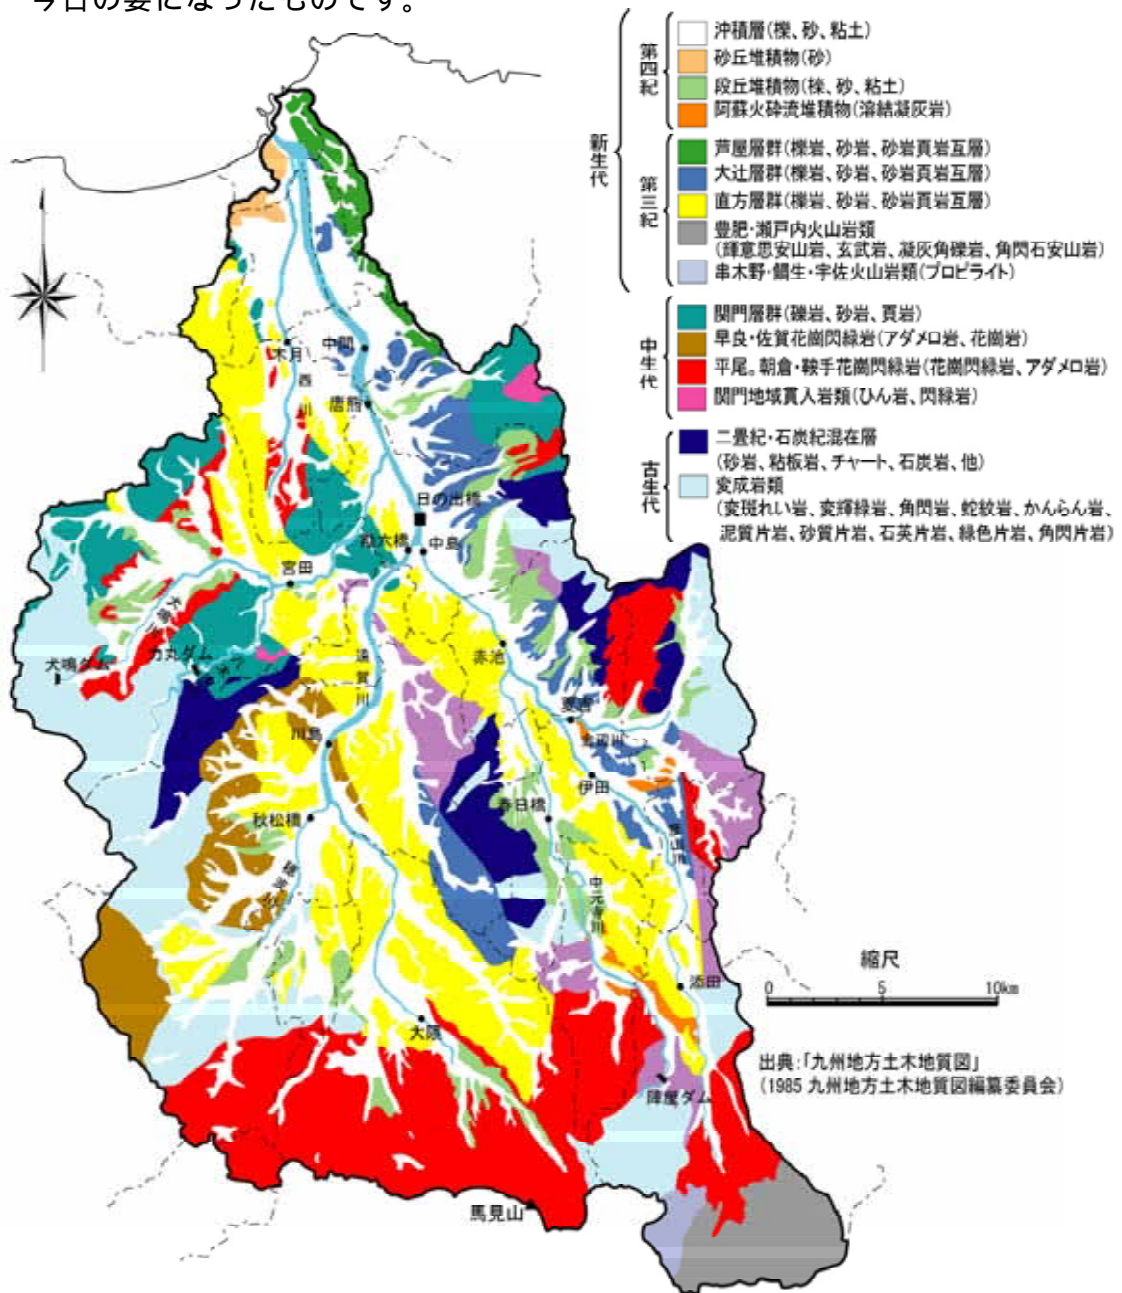 今日の姿になったものです。
新生代
第四紀
沖積層(櫟、砂、粘土)
砂丘堆積物(砂)
段丘堆積物(櫟、砂、粘土)
阿蘇火砕流堆積物(溶結凝灰岩)
第三紀
芦屋層群(櫟岩、砂岩、砂岩頁岩互層)
大辻層群(櫟岩、砂岩、砂岩頁岩互層)
直方層群(櫟岩、砂岩、砂岩頁岩互層)
豊肥・瀬戸内火山岩類
(輝意思安山岩、玄武岩、凝灰角礫岩、角閃石安山岩)
串木野・鯛生・宇佐火山岩類(プロピライト)
中生代
関門層群(礫岩、砂岩、頁岩)
早良・佐賀花崗閃緑岩(アダメロ岩、花崗岩)
平尾。朝倉・鞍手花崗閃緑岩(花崗閃緑岩、アダメロ岩)
関門地域貫入岩類(ひん岩、閃緑岩)
古生代
二畳紀・石炭紀混在層
(砂岩、粘板岩、チャート、石炭岩、他)
変成岩類
(変斑れい岩、変輝緑岩、角閃岩、蛇紋岩、かんらん岩、
泥質片岩、砂質片岩、石英片岩、緑色片岩、角閃片岩)
木月
中間
西川
唐熊
日の出橋
中島
宮田
犬鳴ダム
力丸ダム
遠賀川
赤池
夏吉
川島
伊田
春日橋
秋松橋
中元寺川
添田
大隈
陣屋ダム
馬見山
縮尺
0 5 10km
出典:「九州地方土木地質図」
(1985 九州地方土木地質図編纂委員会)